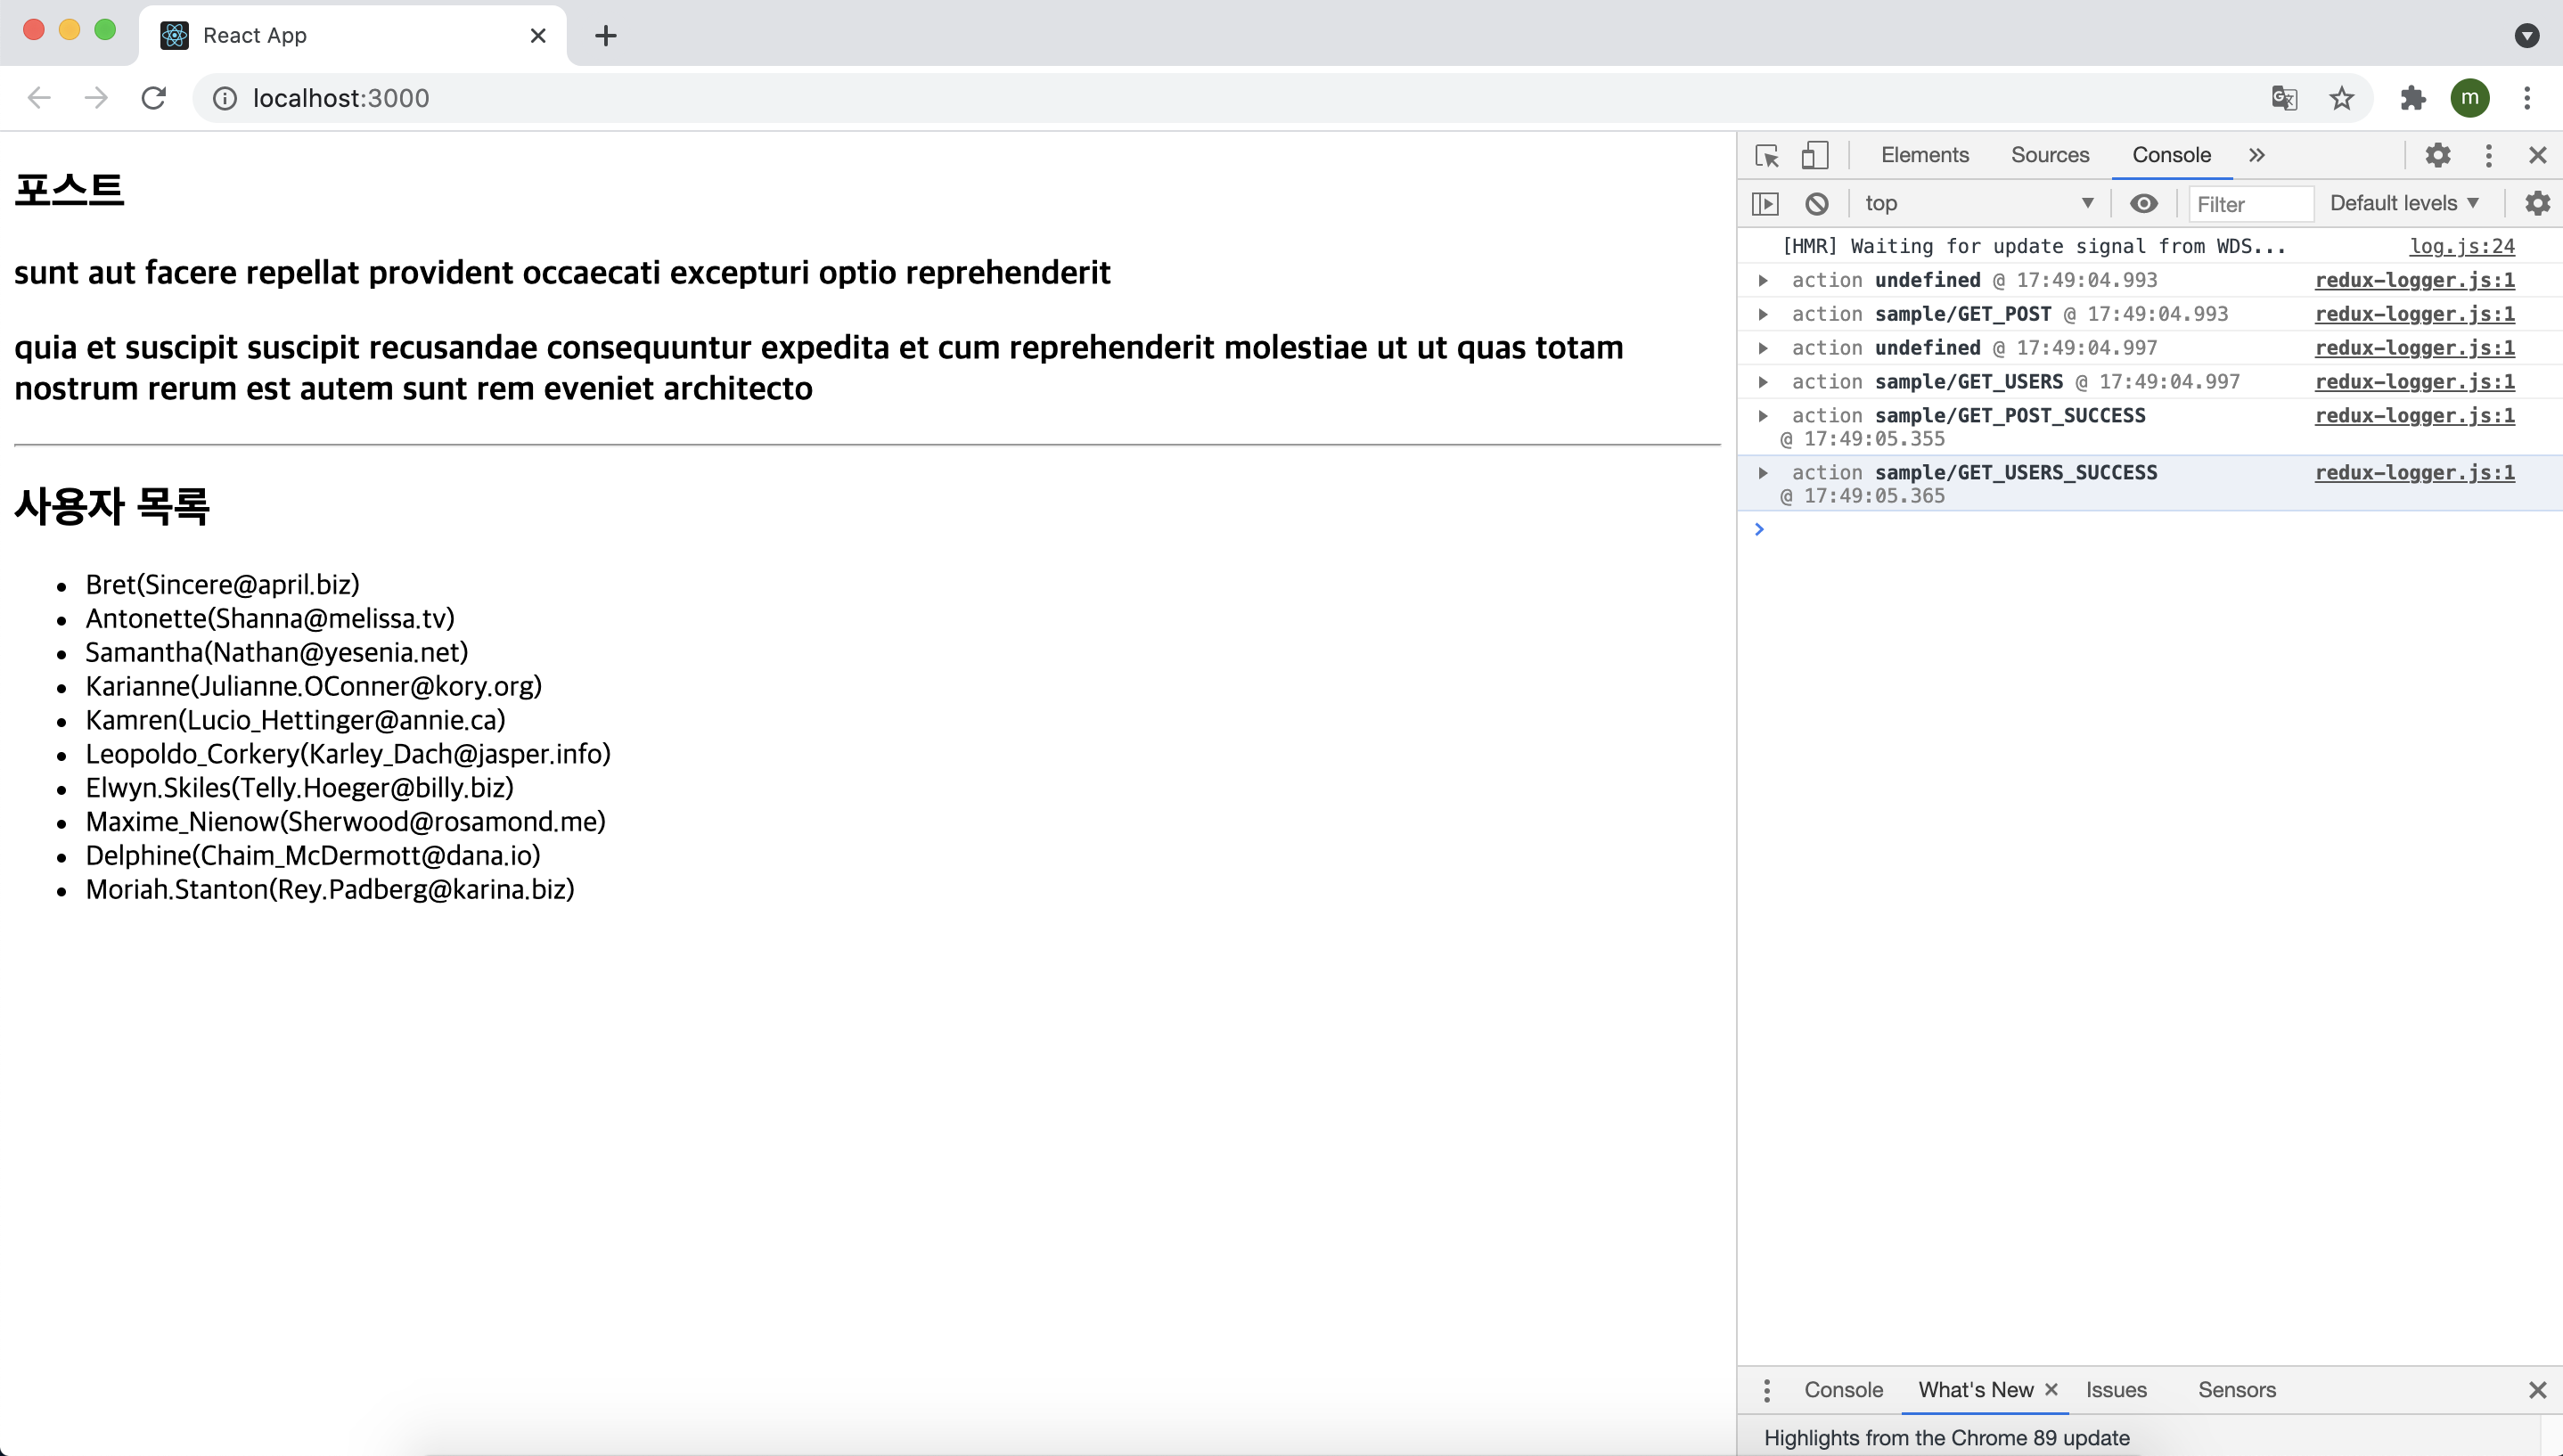 React App
localhost:3000
m
포스트
sunt aut facere repellat provident occaecati excepturi optio reprehenderit
quia et suscipit suscipit recusandae consequuntur expedita et cum reprehenderit molestiae ut ut quas totam
nostrum rerum est autem sunt rem eveniet architecto
사용자 목록
• Bret(Sincere@april.biz)
• Antonette(Shanna@melissa.tv)
• Samantha(Nathan@yesenia.net)
• Karianne(Julianne.OConner@kory.org)
• Kamren(Lucio_Hettinger@annie.ca)
• Leopoldo_Corkery(Karley_Dach@jasper.info)
• Elwyn.Skiles(Telly.Hoeger@billy.biz)
• Maxime_Nienow(Sherwood@rosamond.me)
• Delphine(Chaim_McDermott@dana.io)
• Moriah.Stanton(Rey.Padberg@karina.biz)
Elements Sources Console »
top Filter Default levels
[HMR] Waiting for update signal from WDS... log.js:24
action undefined @ 17:49:04.993 redux-logger.js:1
action sample/GET_POST @ 17:49:04.993 redux-logger.js:1
action undefined @ 17:49:04.997 redux-logger.js:1
action sample/GET_USERS @ 17:49:04.997 redux-logger.js:1
action sample/GET_POST_SUCCESS redux-logger.js:1
@ 17:49:05.355
action sample/GET_USERS_SUCCESS redux-logger.js:1
@ 17:49:05.365
Console What's New Issues Sensors
Highlights from the Chrome 89 update